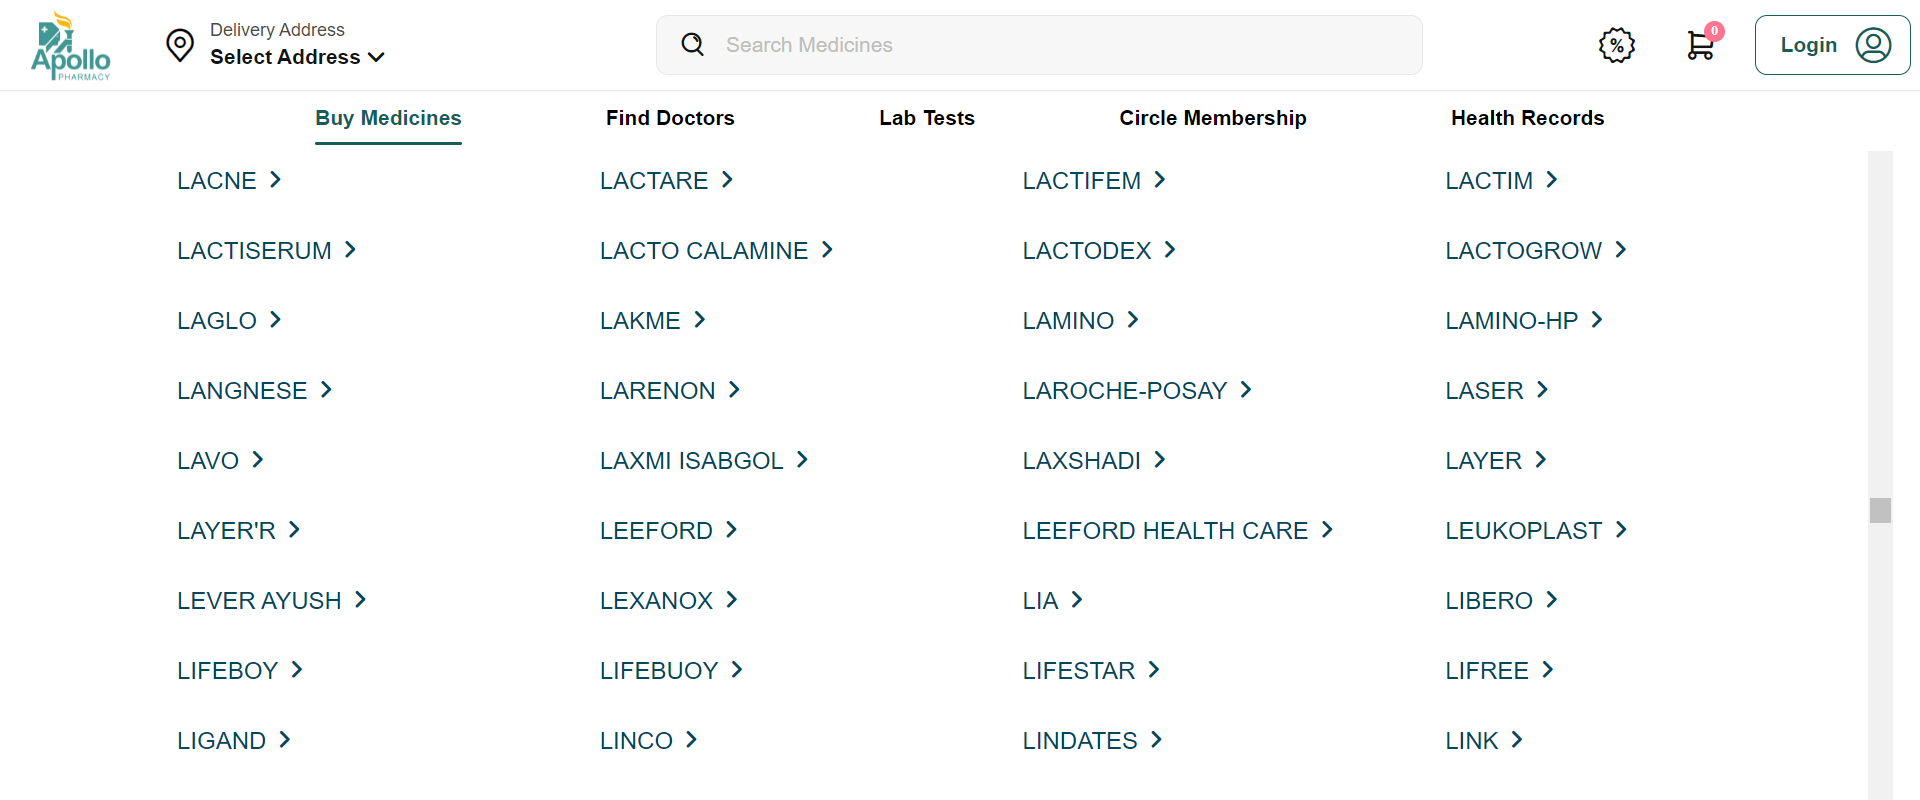 Apollo
PHARMACY
Delivery Address
Select Address
Search Medicines
%
0
Login
Buy Medicines Find Doctors Lab Tests Circle Membership Health Records
LACNE LACTARE LACTIFEM LACTIM
LACTISERUM LACTO CALAMINE LACTODEX LACTOGROW
LAGLO LAKME LAMINO LAMINO-HP
LANGNESE LARENON LAROCHE-POSAY LASER
LAVO LAXMI ISABGOL LAXSHADI LAYER
LAYER'R LEEFORD LEEFORD HEALTH CARE LEUKOPLAST
LEVER AYUSH LEXANOX LIA LIBERO
LIFEBOY LIFEBUOY LIFESTAR LIFREE
LIGAND LINCO LINDATES LINK